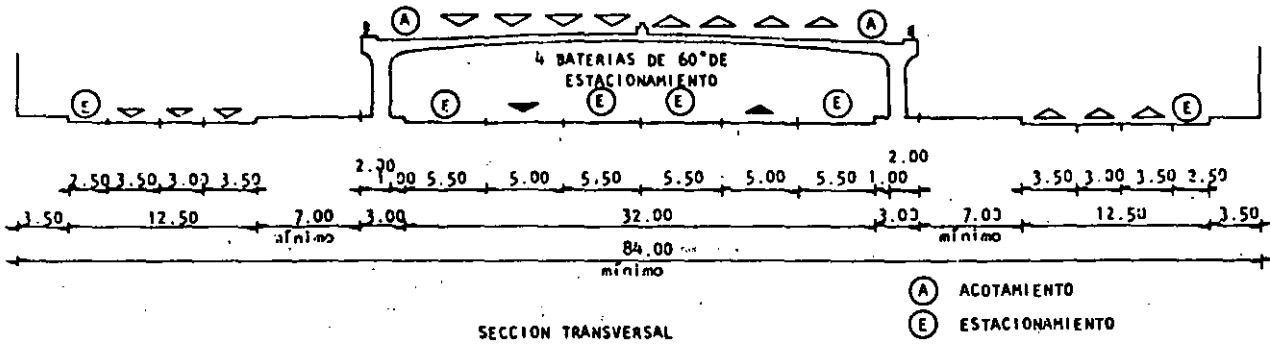 A A
4 BATERIAS DE 60° DE
ESTACIONAMIENTO
E E E E E E
2.00 2.00
2.50 3.50 3.00 3.50 1.00 5.50 5.00 5.50 5.50 5.00 5.50 1.00 3.50 3.00 3.50 2.50
3.50 12.50 7.00 3.00 32.00 3.00 7.00 12.50 3.50
mínimo mínimo
84.00
mínimo
A ACOTAMIENTO
E ESTACIONAMIENTO
SECCION TRANSVERSAL